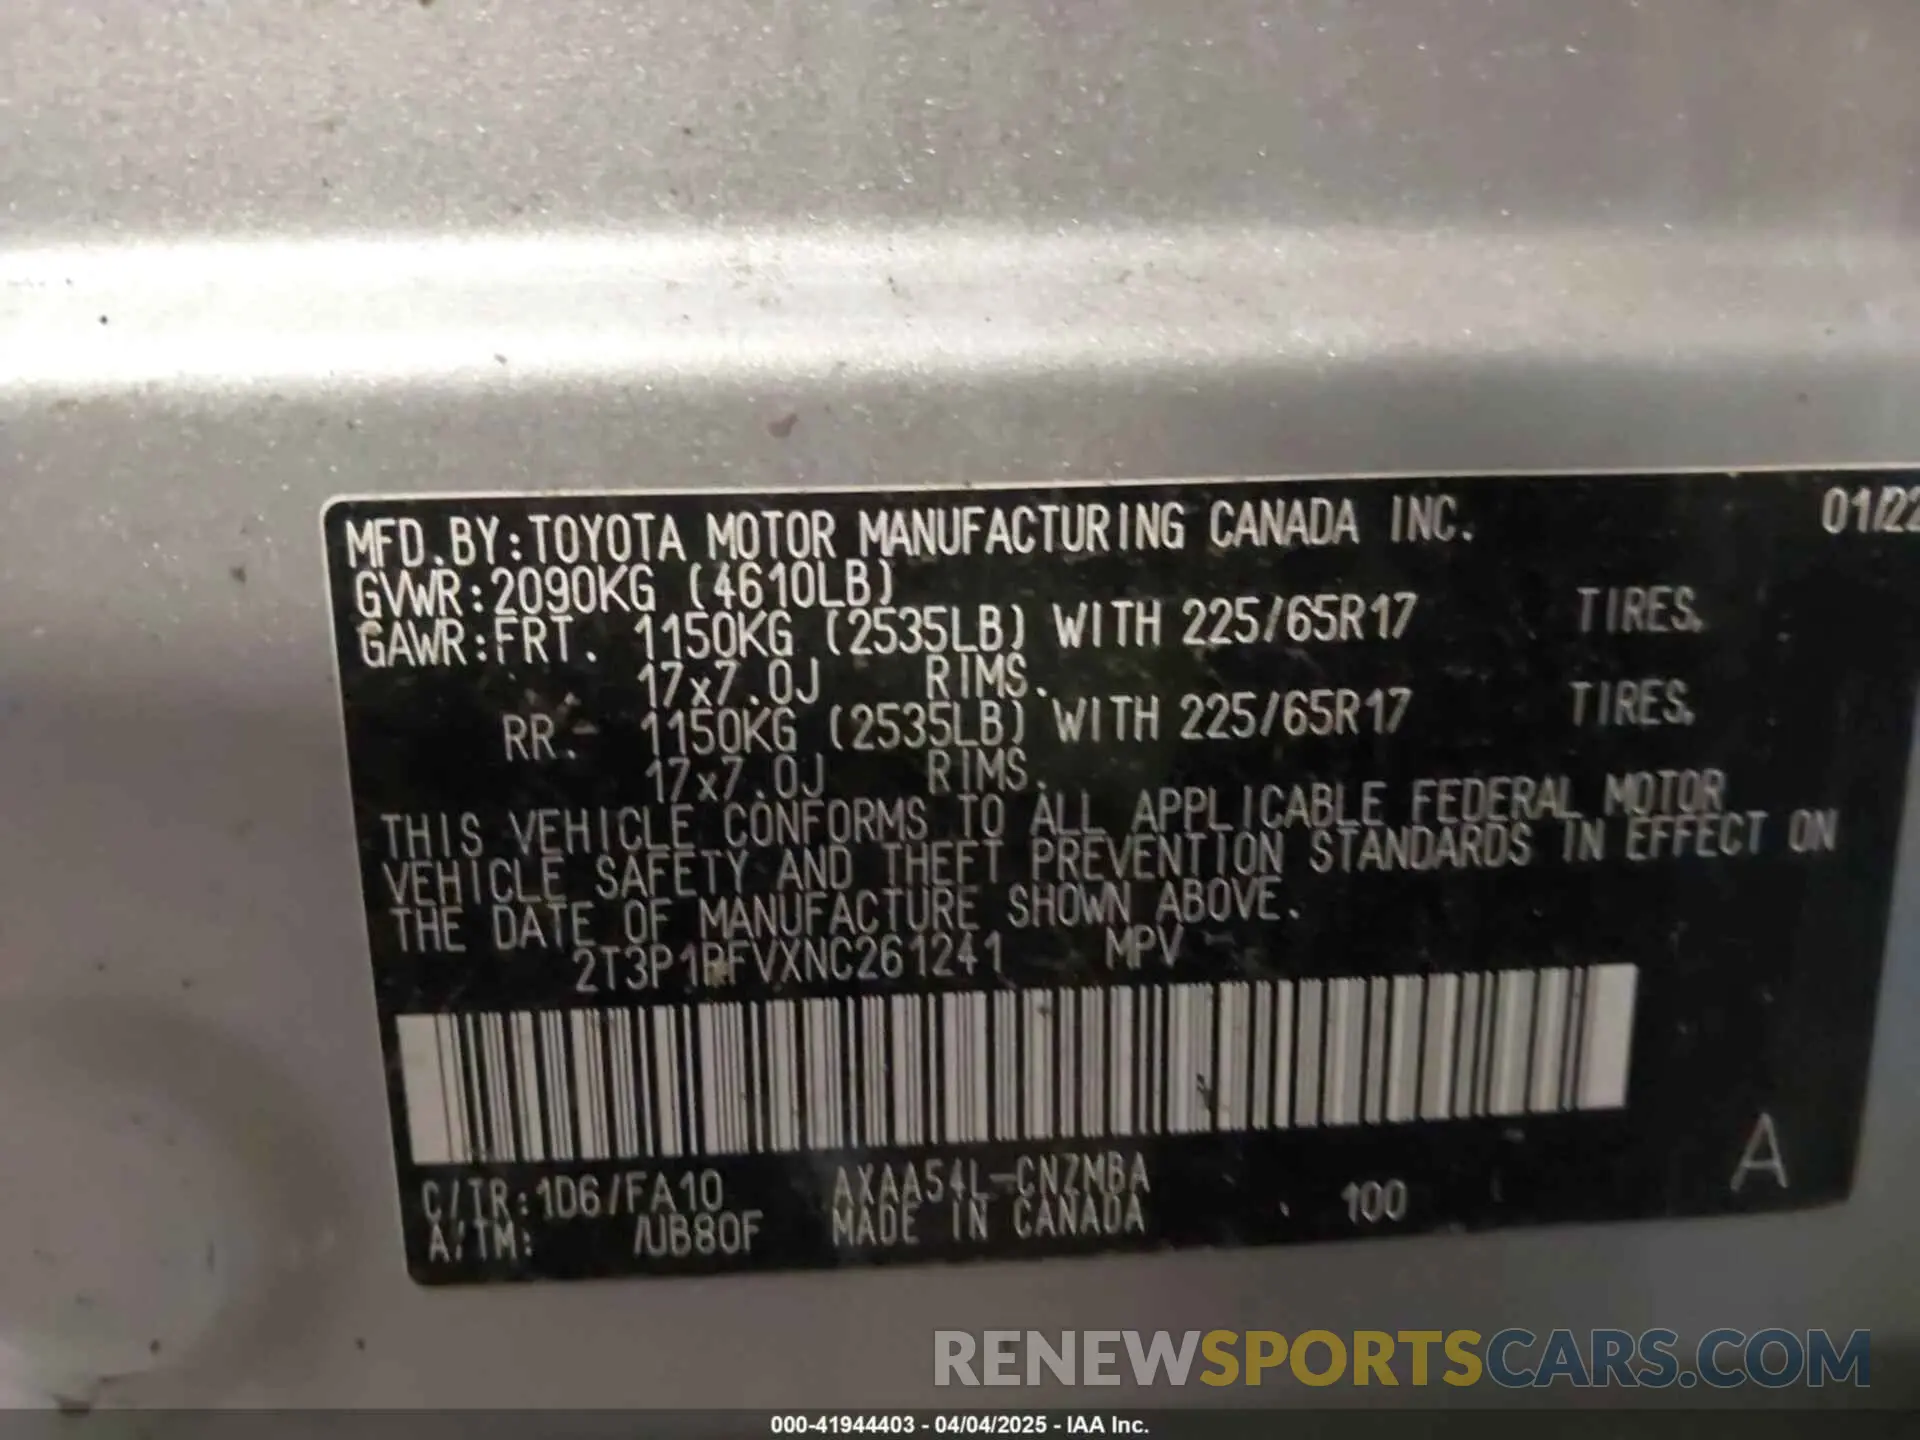 MFD.BY:TOYOTA MOTOR MANUFACTURING CANADA INC. 01/22
GVWR:2090KG (4610LB)
GAWR:FRT. 1150KG (2535LB) WITH 225/65R17 TIRES.
17x7.0J RIMS.
RR. 1150KG (2535LB) WITH 225/65R17 TIRES.
17x7.0J RIMS.
THIS VEHICLE CONFORMS TO ALL APPLICABLE FEDERAL MOTOR
VEHICLE SAFETY AND THEFT PREVENTION STANDARDS IN EFFECT ON
THE DATE OF MANUFACTURE SHOWN ABOVE.
2T3P1RFVXNC261241 MPV
C/TR:1D6/FA10 AXAA54L-CNZMBA
A/TM: /UB80F MADE IN CANADA 100 A
RENEWSPORTSCARS.COM
000-41944403 - 04/04/2025 - IAA Inc.